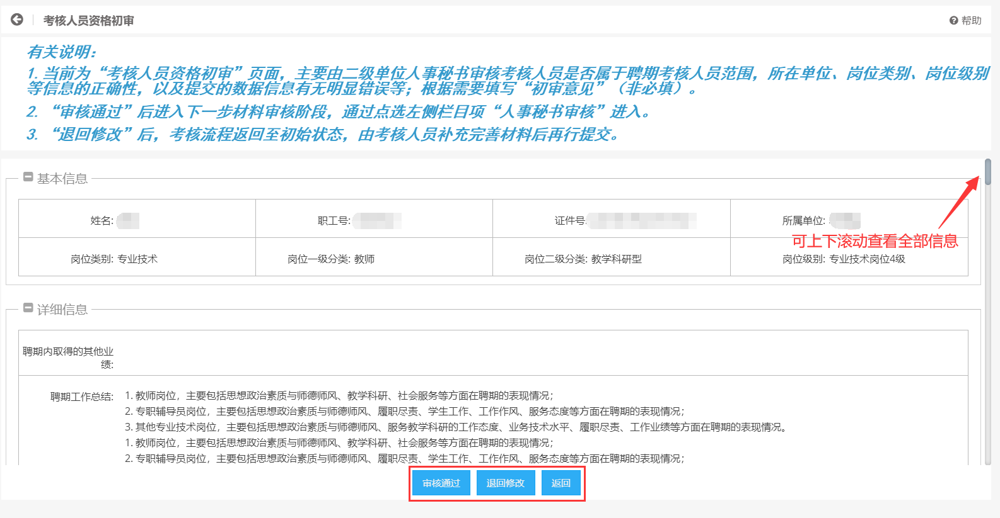 考核人员资格初审
帮助
有关说明：
1. 当前为“考核人员资格初审”页面，主要由二级单位人事秘书审核考核人员是否属于聘期考核人员范围，所在单位、岗位类别、岗位级别
等信息的正确性，以及提交的数据信息有无明显错误等；根据需要填写“初审意见”（非必填）。
2. “审核通过”后进入下一步材料审核阶段，通过点选左侧栏目项“人事秘书审核”进入。
3. “退回修改”后，考核流程返回至初始状态，由考核人员补充完善材料后再行提交。
基本信息
姓名: 职工号: 证件号: 所属单位:
可上下滚动查看全部信息
岗位类别: 专业技术 岗位一级分类: 教师 岗位二级分类: 教学科研型 岗位级别: 专业技术岗位4级
详细信息
聘期内取得的其他业
绩:
聘期工作总结: 1. 教师岗位，主要包括思想政治素质与师德师风、教学科研、社会服务等方面在聘期的表现情况；
2. 专职辅导员岗位，主要包括思想政治素质与师德师风、履职尽责、学生工作、工作作风、服务态度等方面在聘期的表现情况；
3. 其他专业技术岗位，主要包括思想政治素质与师德师风、服务教学科研的工作态度、业务技术水平、履职尽责、工作业绩等方面在聘期的表现情况。
1. 教师岗位，主要包括思想政治素质与师德师风、教学科研、社会服务等方面在聘期的表现情况；
2. 专职辅导员岗位，主要包括思想政治素质与师德师风、履职尽责、学生工作、工作作风、服务态度等方面在聘期的表现情况；
审核通过 退回修改 返回